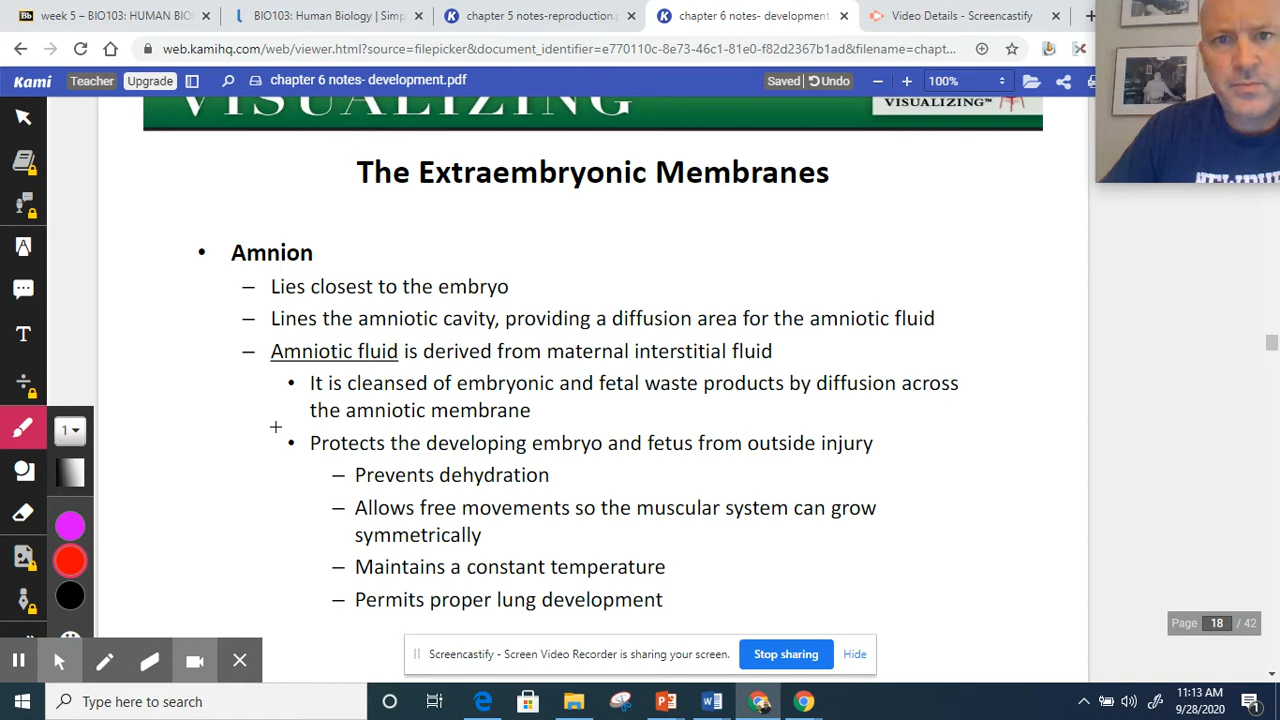 week 5 – BIO103: HUMAN BIO
BIO103: Human Biology | Simp
chapter 5 notes-reproduction.p
chapter 6 notes- development
Video Details - Screencastify
web.kamihq.com/web/viewer.html?source=filepicker&document_identifier=e770110c-8e73-46c1-81e0-f82d2367b1ad&filename=chapt...
Kami Teacher Upgrade chapter 6 notes- development.pdf Saved Undo 100%
VISUALIZING
VISUALIZING™
The Extraembryonic Membranes
• Amnion
– Lies closest to the embryo
– Lines the amniotic cavity, providing a diffusion area for the amniotic fluid
– Amniotic fluid is derived from maternal interstitial fluid
• It is cleansed of embryonic and fetal waste products by diffusion across
the amniotic membrane
• Protects the developing embryo and fetus from outside injury
– Prevents dehydration
– Allows free movements so the muscular system can grow
symmetrically
– Maintains a constant temperature
– Permits proper lung development
1
Page 18 / 42
Screencastify - Screen Video Recorder is sharing your screen. Stop sharing Hide
Type here to search
11:13 AM
9/28/2020